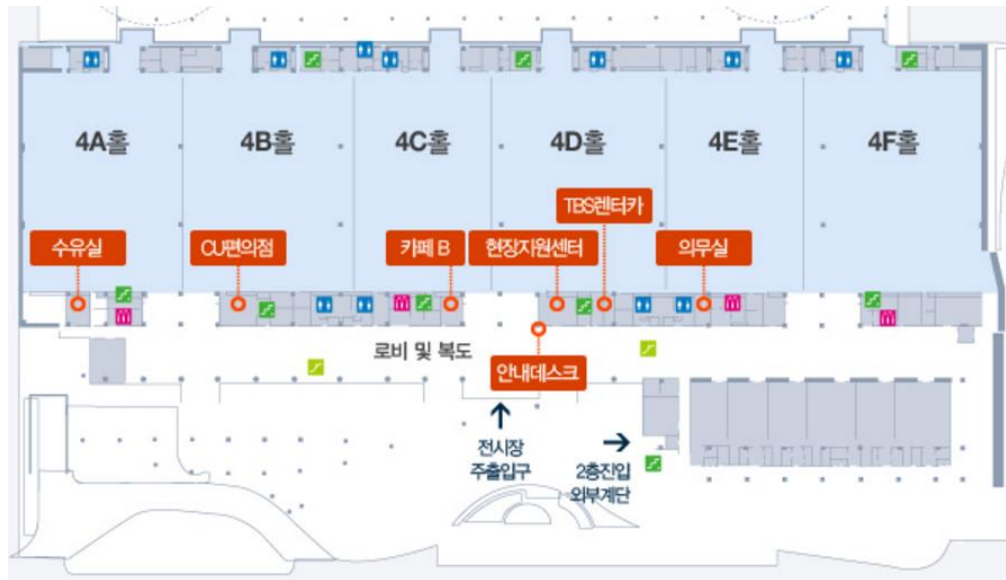 4A홀
4B홀
4C홀
4D홀
4E홀
4F홀
TBS렌터카
수유실
CU편의점
카페 B
현장지원센터
의무실
로비 및 복도
안내데스크
전시장
주출입구
2층진입
외부계단